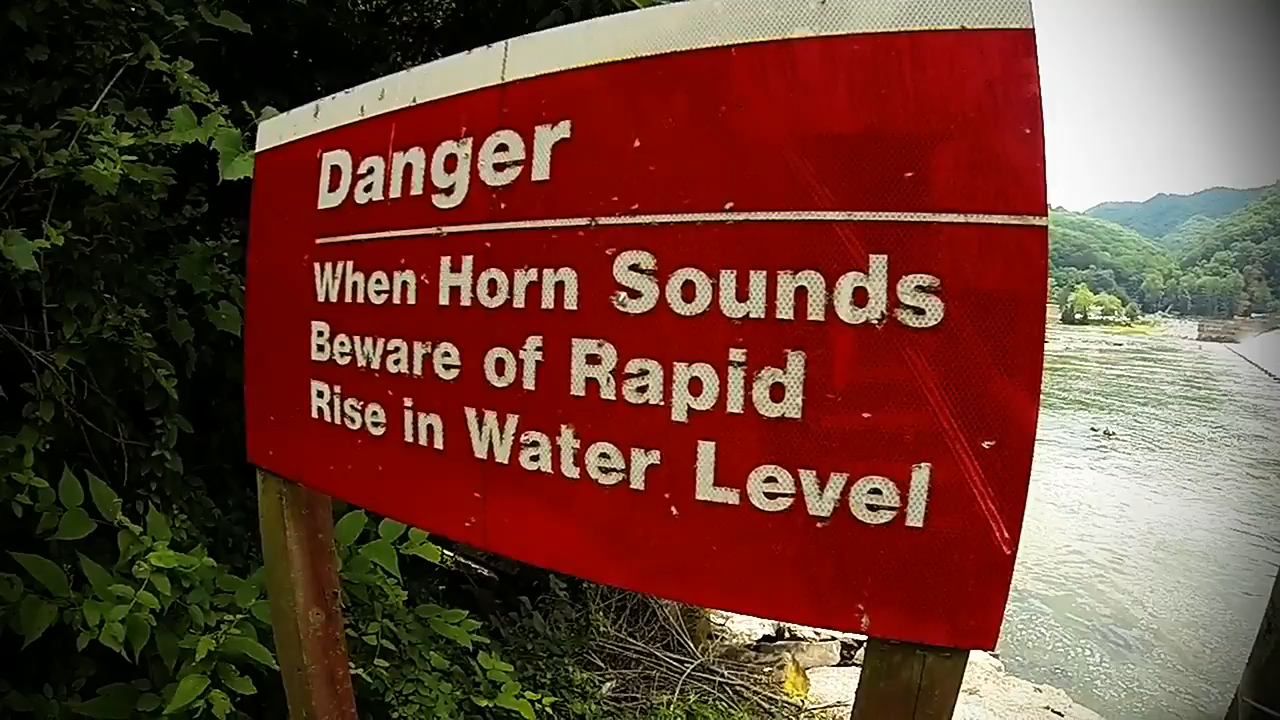 Danger
When Horn Sounds
Beware of Rapid
Rise in Water Level